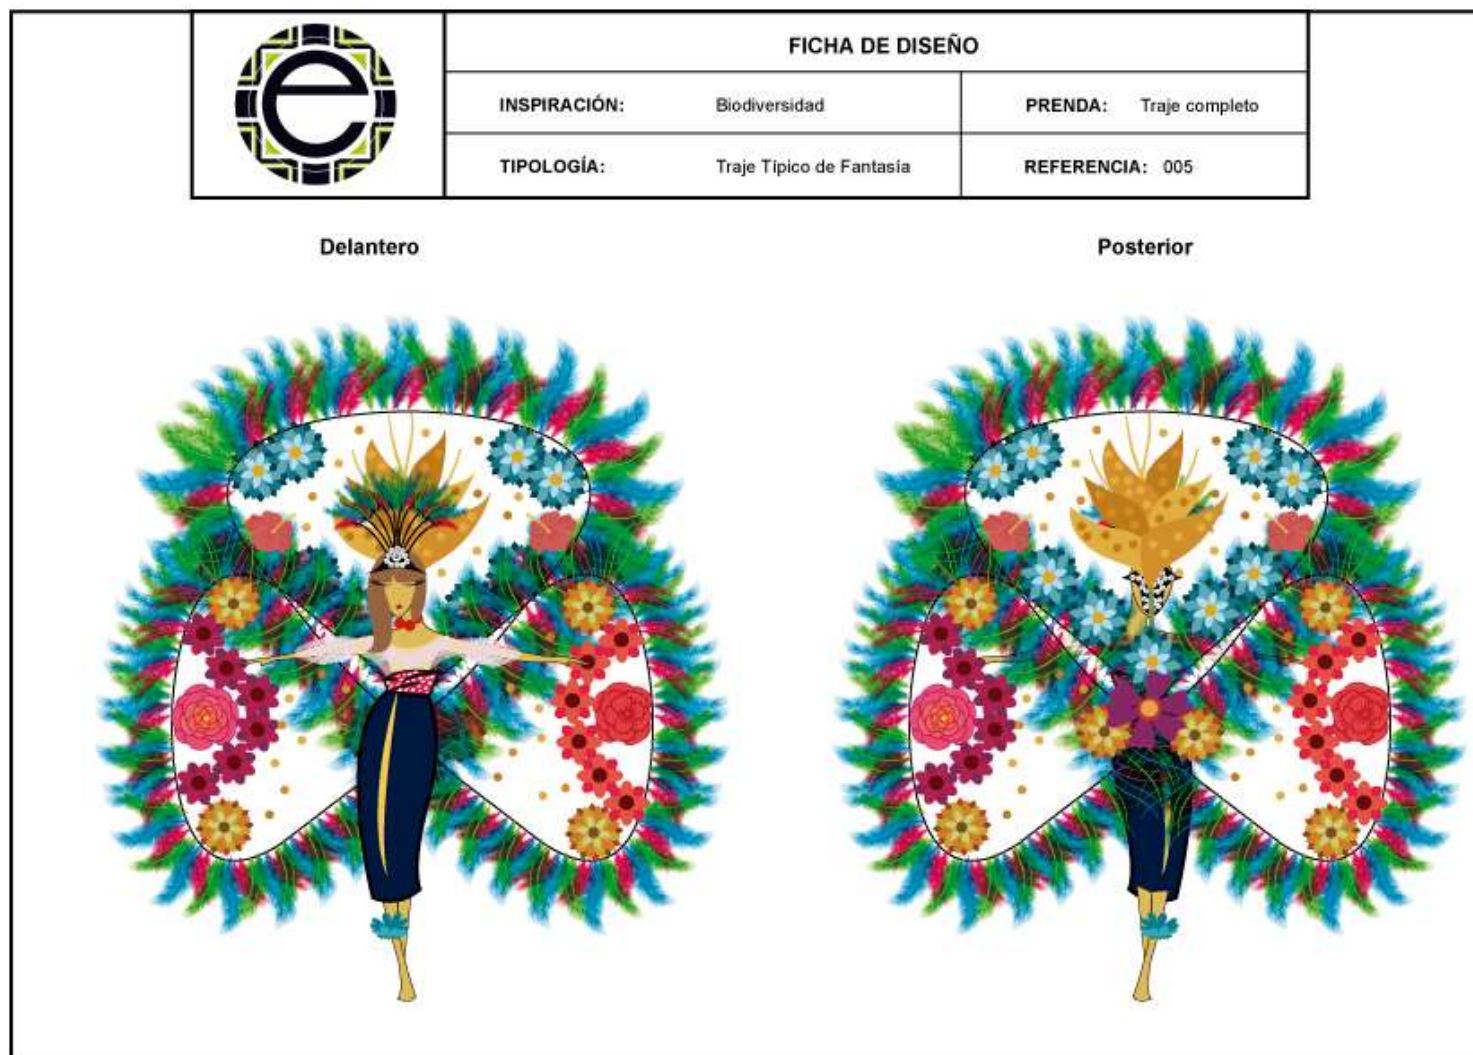 e
FICHA DE DISEÑO
INSPIRACIÓN: Biodiversidad PRENDA: Traje completo
TIPOLOGÍA: Traje Típico de Fantasía REFERENCIA: 005
Delantero Posterior